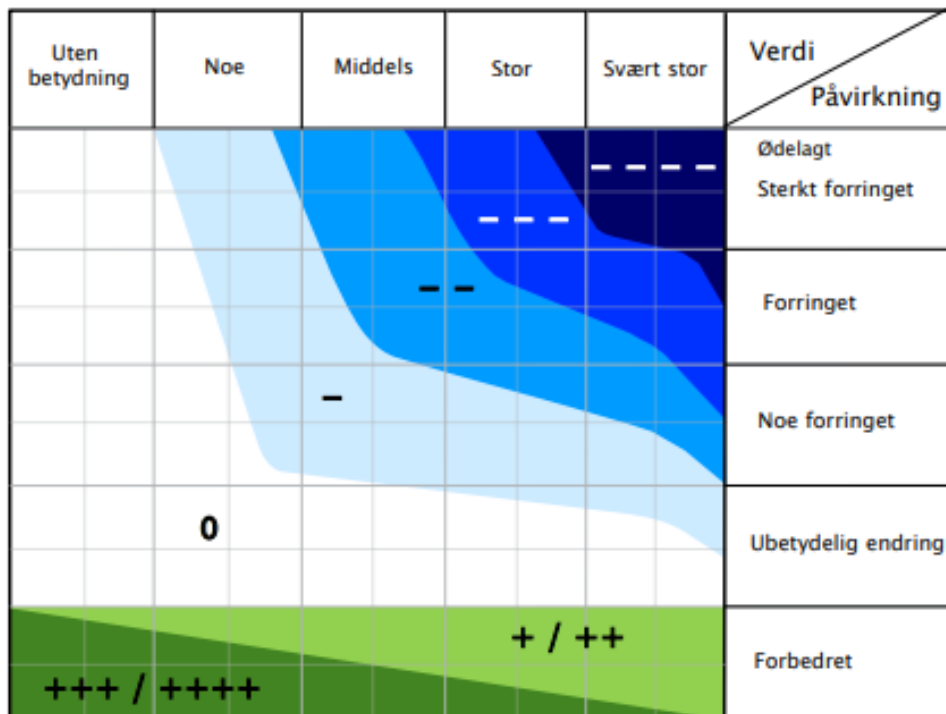 Uten
betydning
Noe
Middels
Stor
Svært stor
Verdi
Påvirkning
Ødelagt
Sterkt forringet
– – – –
– – –
Forringet
– –
Noe forringet
–
Ubetydelig endring
0
Forbedret
+ / ++
+++ / ++++